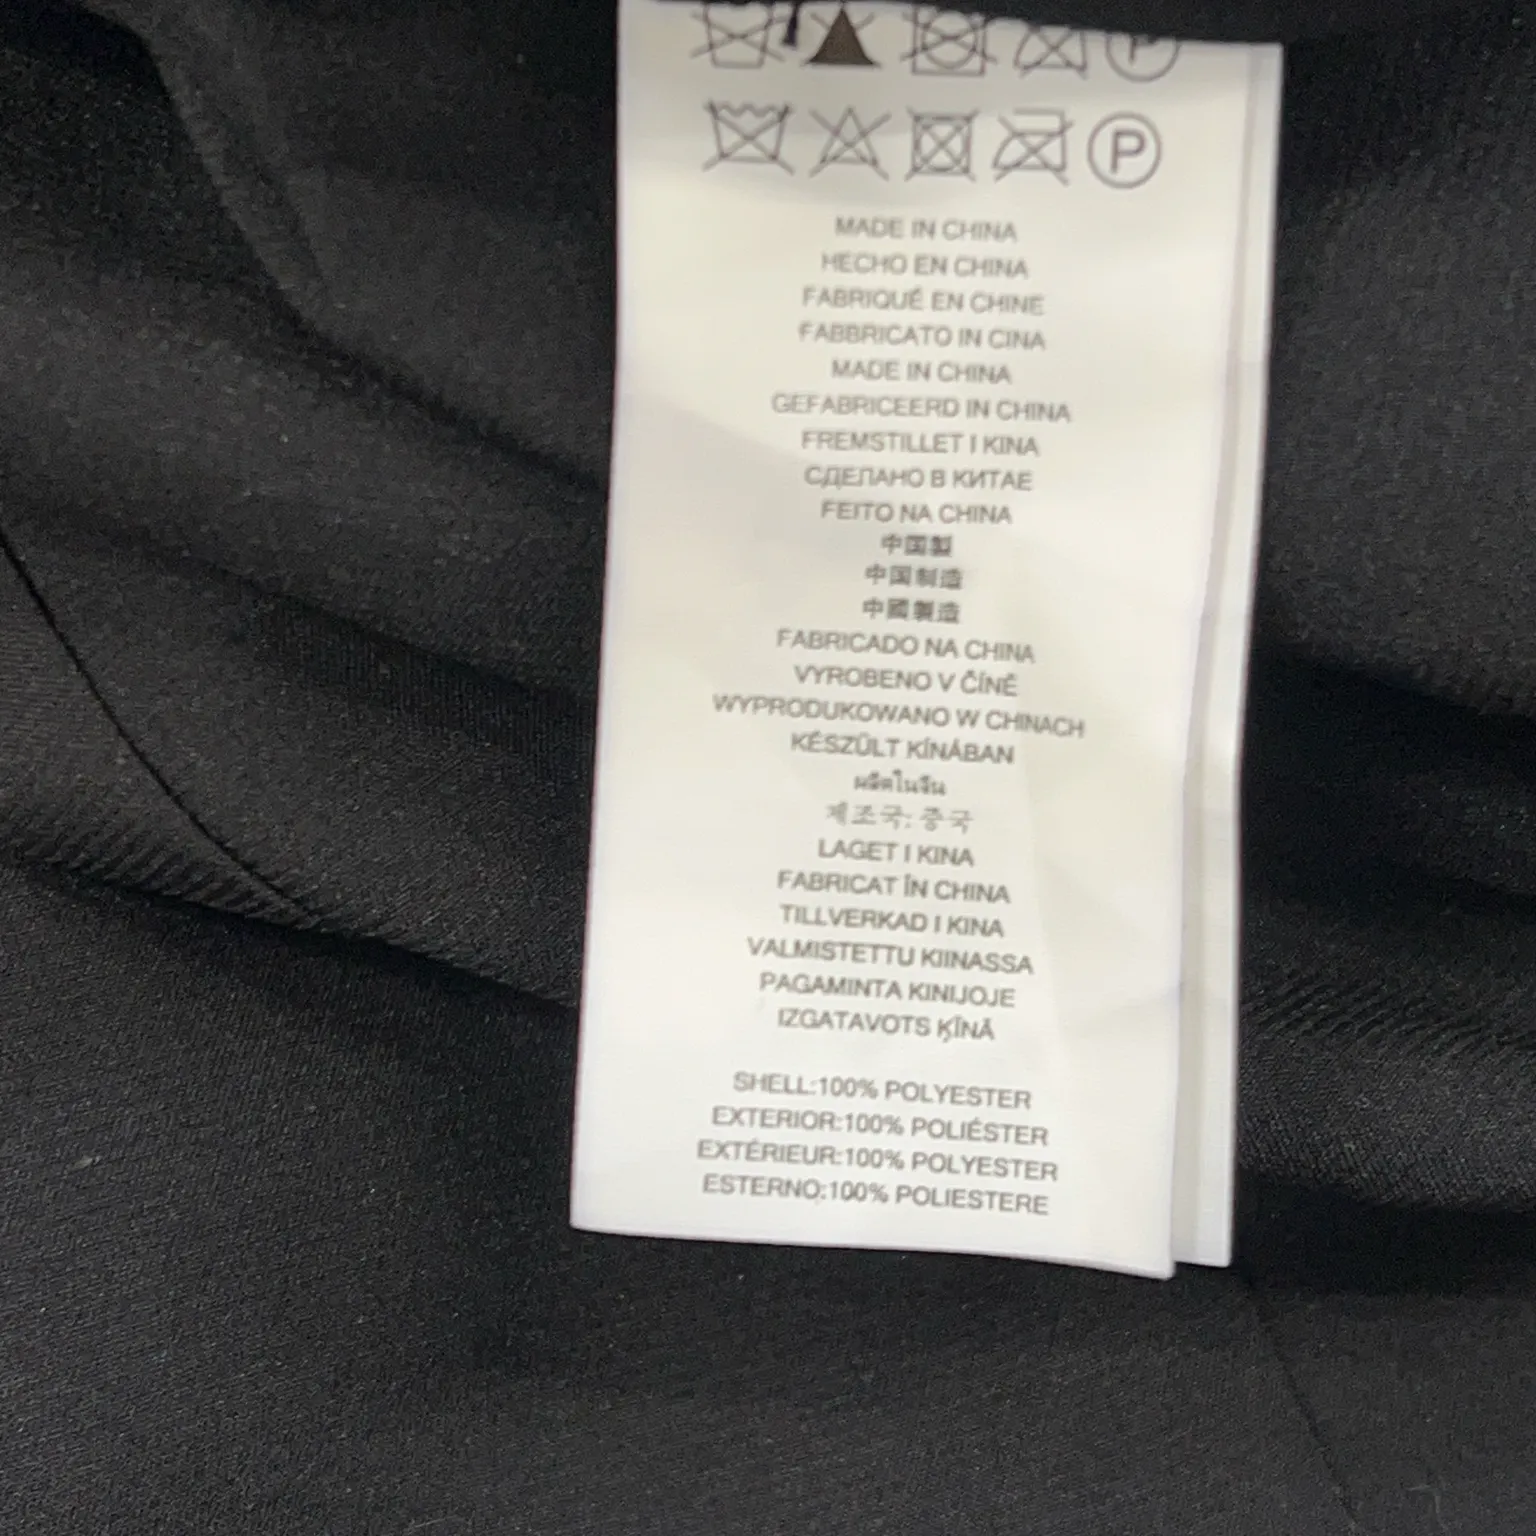 P
P
MADE IN CHINA
HECHO EN CHINA
FABRIQUÉ EN CHINE
FABBRICATO IN CINA
MADE IN CHINA
GEFABRICEERD IN CHINA
FREMSTILLET I KINA
СДЕЛАНО В КИТАЕ
FEITO NA CHINA
中国製
中国制造
中國製造
FABRICADO NA CHINA
VYROBENO V ČÍNĚ
WYPRODUKOWANO W CHINACH
KÉSZÜLT KÍNÁBAN
ผลิตในจีน
제조국: 중국
LAGET I KINA
FABRICAT ÎN CHINA
TILLVERKAD I KINA
VALMISTETTU KIINASSA
PAGAMINTA KINIJOJE
IZGATAVOTS ĶĪNĀ
SHELL:100% POLYESTER
EXTERIOR:100% POLIÉSTER
EXTÉRIEUR:100% POLYESTER
ESTERNO:100% POLIESTERE